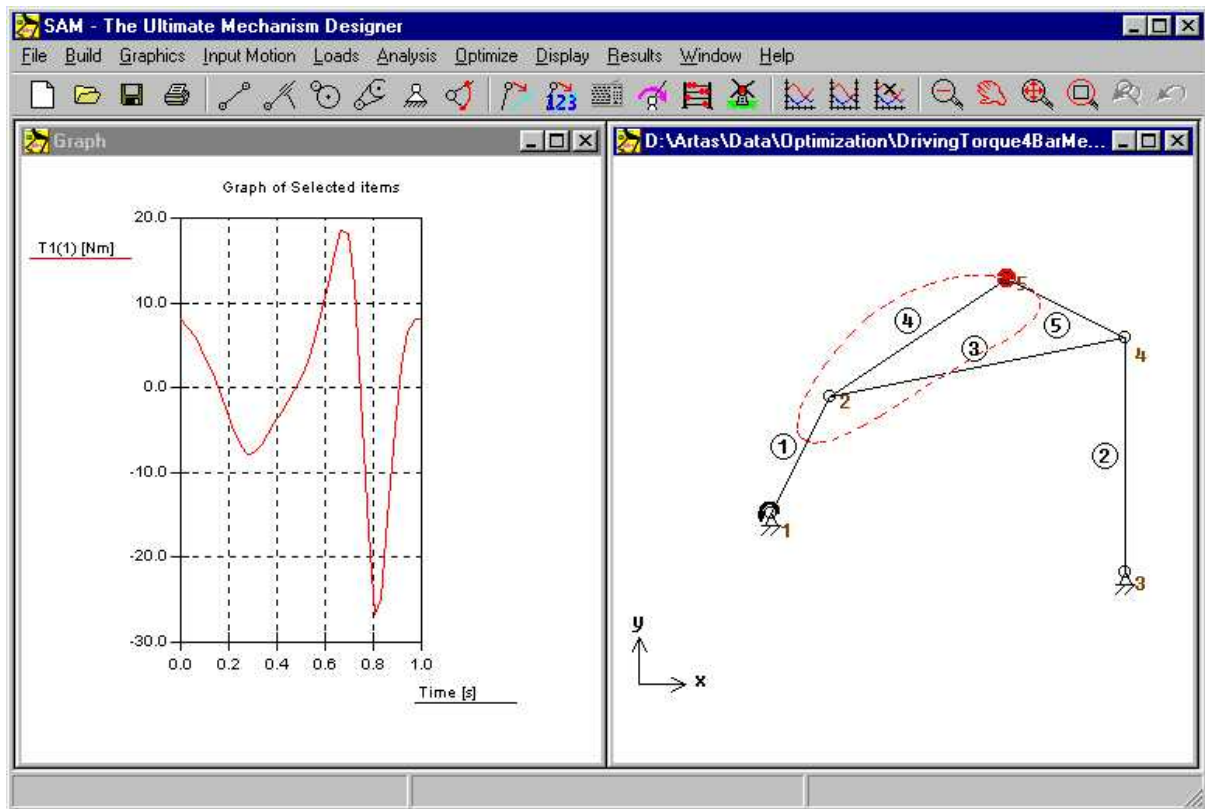 SAM - The Ultimate Mechanism Designer
File Build Graphics Input Motion Loads Analysis Optimize Display Results Window Help
123
Graph
D:\Artas\Data\Optimization\DrivingTorque4BarMe...
Graph of Selected items
T1(1) [Nm]
20.0
10.0
0.0
-10.0
-20.0
-30.0
0.0 0.2 0.4 0.6 0.8 1.0
Time [s]
5
4
5
3
4
2
1
2
1
3
y
x